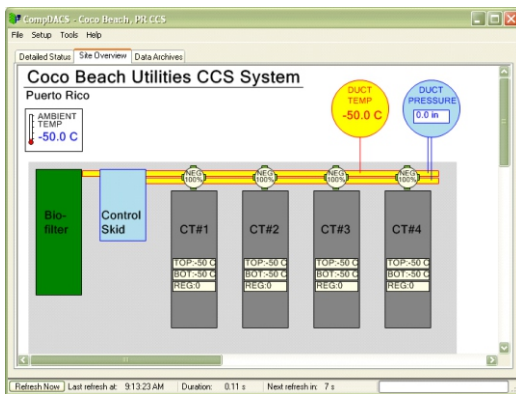 CompDACS - Coco Beach, PR CCS
File Setup Tools Help
Detailed Status Site Overview Data Archives
Coco Beach Utilities CCS System
Puerto Rico
AMBIENT
TEMP
-50.0 C
DUCT
TEMP
-50.0 C
DUCT
PRESSURE
0.0 in
NEG
100%
NEG
100%
NEG
100%
NEG
100%
Bio-
filter
Control
Skid
CT#1
TOP:-50 C
BOT:-50 C
REG:0
CT#2
TOP:-50 C
BOT:-50 C
REG:0
CT#3
TOP:-50 C
BOT:-50 C
REG:0
CT#4
TOP:-50 C
BOT:-50 C
REG:0
Refresh Now Last refresh at: 9:13:23 AM Duration: 0.11 s Next refresh in: 7 s